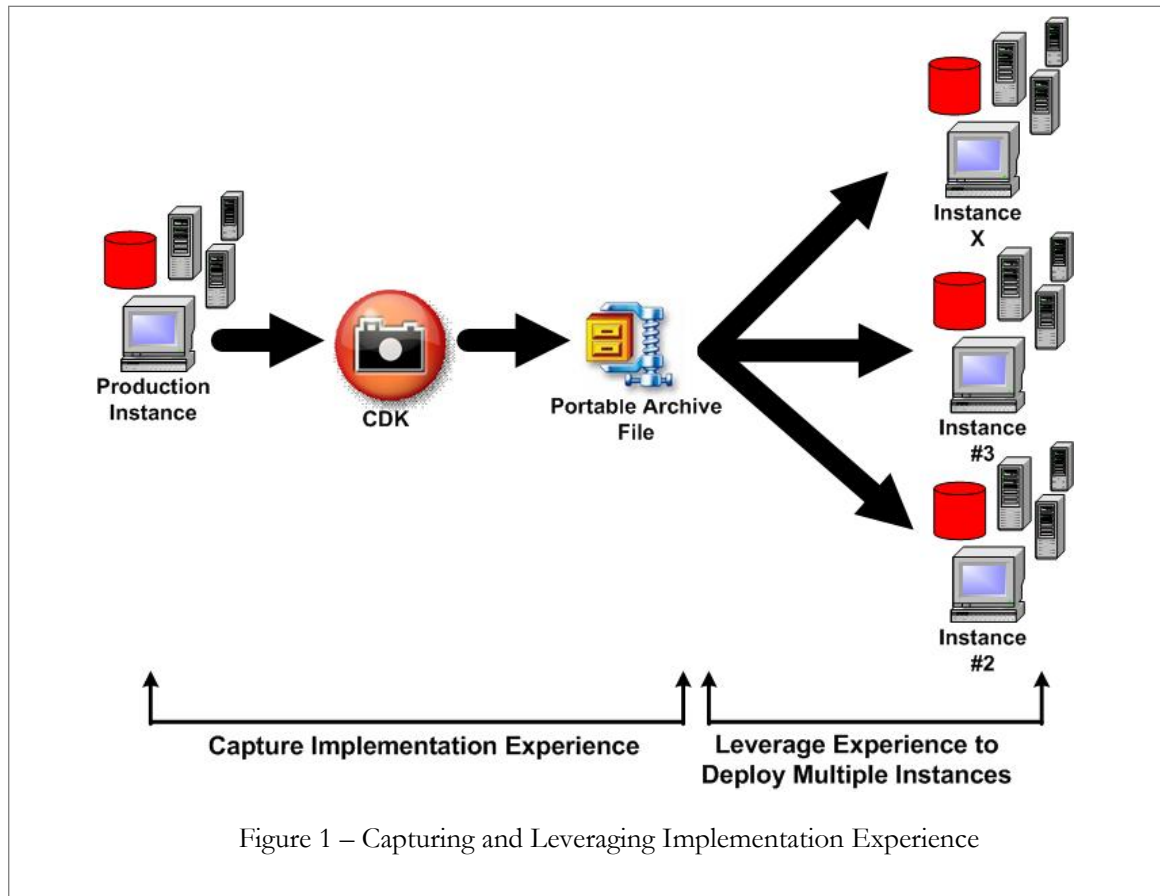 Production
Instance
CDK
Portable Archive
File
Instance
X
Instance
#3
Instance
#2
Capture Implementation Experience
Leverage Experience to
Deploy Multiple Instances
Figure 1 – Capturing and Leveraging Implementation Experience